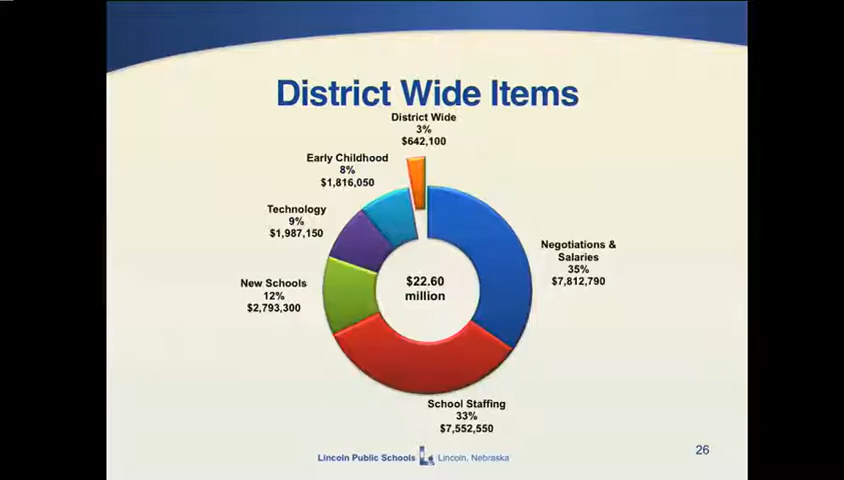 District Wide Items
District Wide
3%
$642,100
Early Childhood
8%
$1,816,050
Technology
9%
$1,987,150
Negotiations &
Salaries
35%
$7,812,790
New Schools
12%
$2,793,300
$22.60
million
School Staffing
33%
$7,552,550
Lincoln Public Schools Lincoln, Nebraska
26